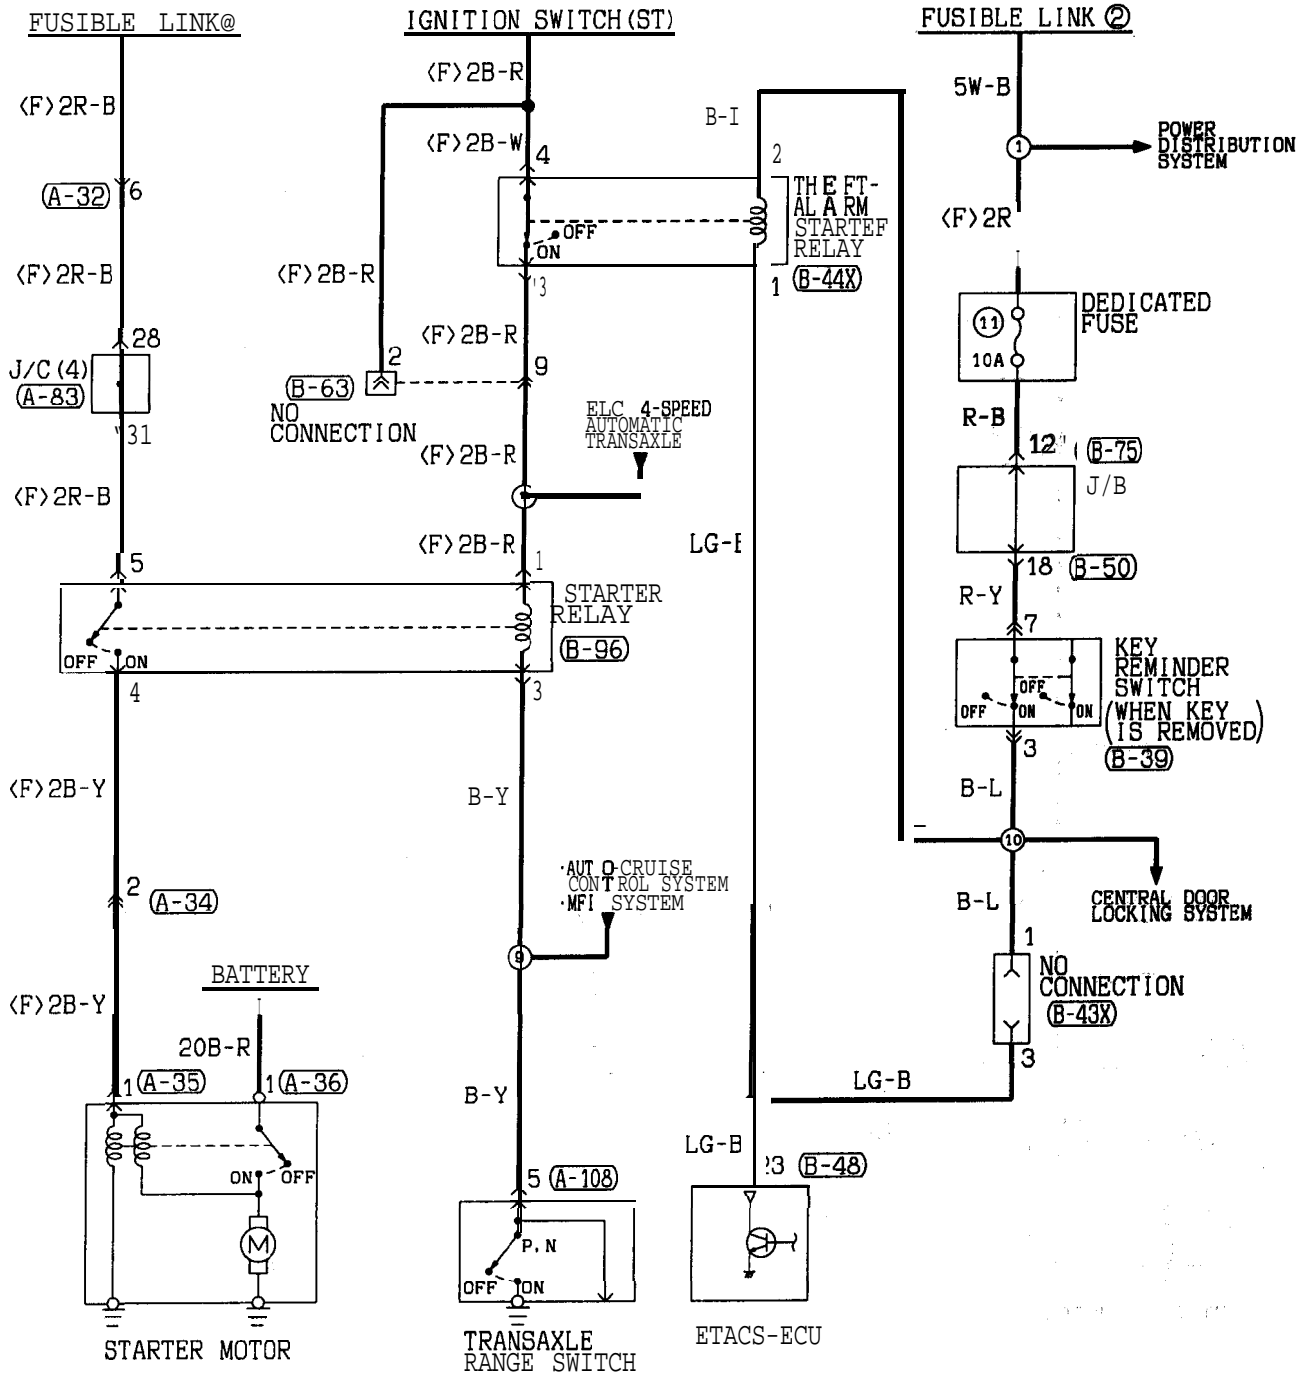 FUSIBLE LINK@
IGNITION SWITCH(ST)
FUSIBLE LINK ②
<F>2B-R
5W-B
<F>2R-B
B-I
<F>2B-W
4
2
1
POWER
DISTRIBUTION
SYSTEM
(A-32)
6
THEFT-
ALARM
STARTEF
RELAY
(B-44X)
OFF
ON
<F>2R
<F>2R-B
<F>2B-R
'3
1
28
J/C(4)
(A-83)
31
<F>2B-R
2
9
(B-63)
NO
CONNECTION
DEDICATED
FUSE
11
10A
ELC 4-SPEED
AUTOMATIC
TRANSAXLE
R-B
12
(B-75)
J/B
<F>2B-R
<F>2R-B
<F>2B-R
1
LG-B
18
(B-50)
5
STARTER
RELAY
(B-96)
OFF
ON
4
3
R-Y
7
KEY
REMINDER
SWITCH
(WHEN KEY
IS REMOVED)
(B-39)
OFF
OFF
ON
ON
3
<F>2B-Y
B-Y
B-L
10
·AUTO-CRUISE
CONTROL SYSTEM
·MFI SYSTEM
2
(A-34)
B-L
CENTRAL DOOR
LOCKING SYSTEM
9
1
NO
CONNECTION
(B-43X)
3
BATTERY
<F>2B-Y
20B-R
1
(A-35)
1
(A-36)
LG-B
B-Y
LG-B
23
(B-48)
5
(A-108)
ON
OFF
M
P,N
OFF
ON
STARTER MOTOR
TRANSAXLE
RANGE SWITCH
ETACS-ECU